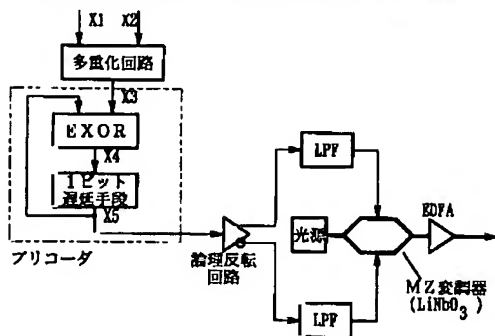 X1 X2
多重化回路
X3
EXOR
X4
1ビット
遅延手段
X5
プリコーダ
論理反転
回路
LPF
光源
LPF
EDFA
MZ変調器
(LiNbO3)